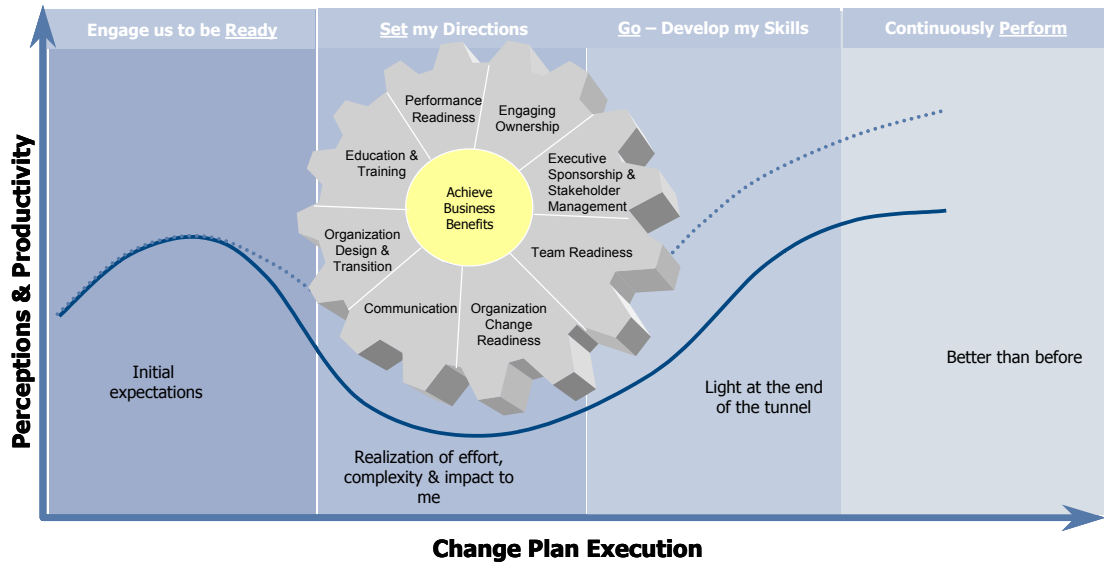 Engage us to be Ready
Set my Directions
Go – Develop my Skills
Continuously Perform
Perceptions & Productivity
Performance
Readiness
Engaging
Ownership
Education &
Training
Executive
Sponsorship &
Stakeholder
Management
Achieve
Business
Benefits
Organization
Design &
Transition
Team Readiness
Communication
Organization
Change
Readiness
Initial
expectations
Realization of effort,
complexity & impact to
me
Light at the end
of the tunnel
Better than before
Change Plan Execution